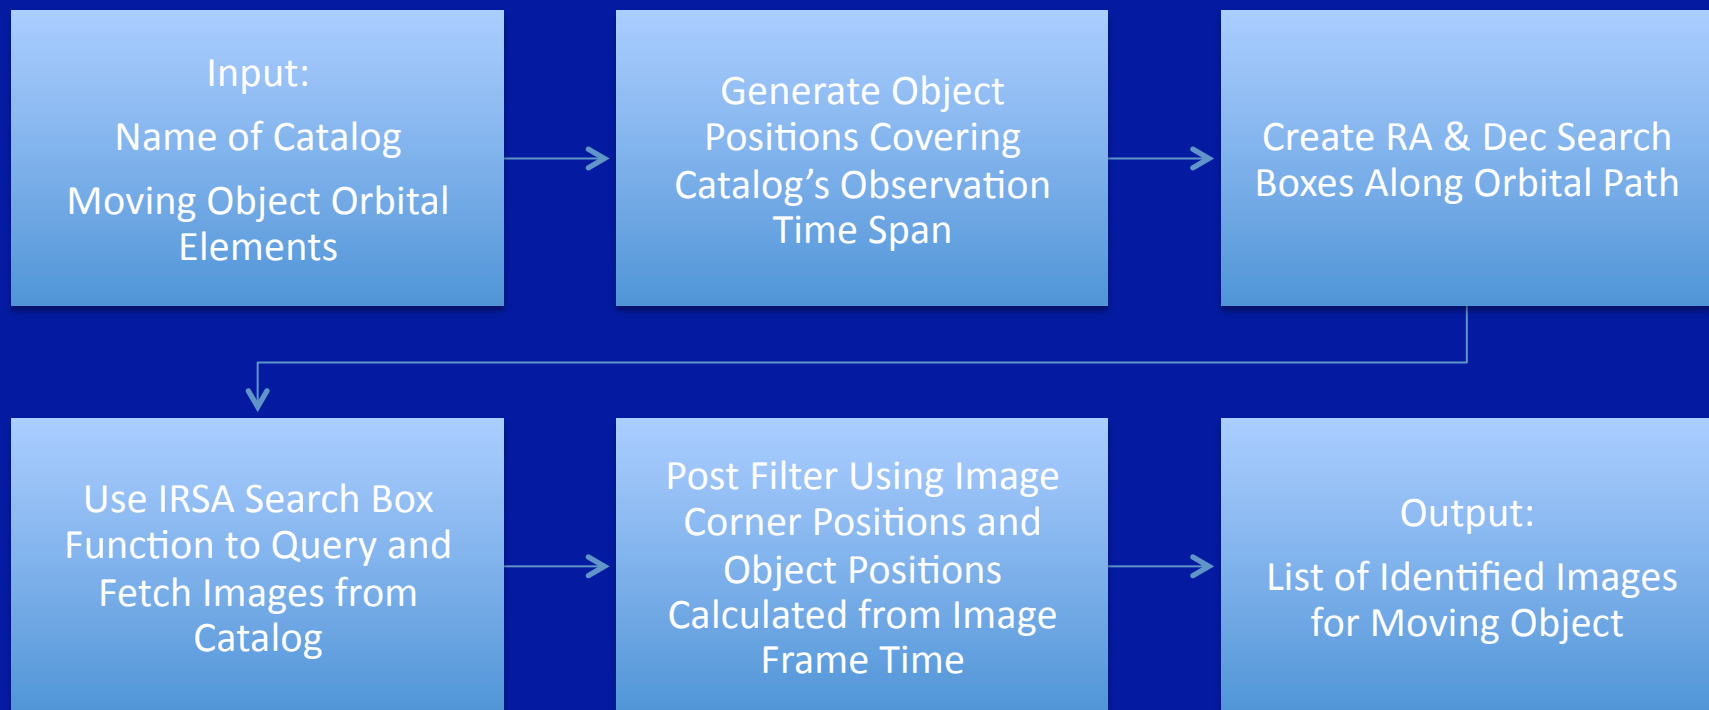 Input:
Name of Catalog
Moving Object Orbital
Elements
Generate Object
Positions Covering
Catalog’s Observation
Time Span
Create RA & Dec Search
Boxes Along Orbital Path
Use IRSA Search Box
Function to Query and
Fetch Images from
Catalog
Post Filter Using Image
Corner Positions and
Object Positions
Calculated from Image
Frame Time
Output:
List of Identified Images
for Moving Object